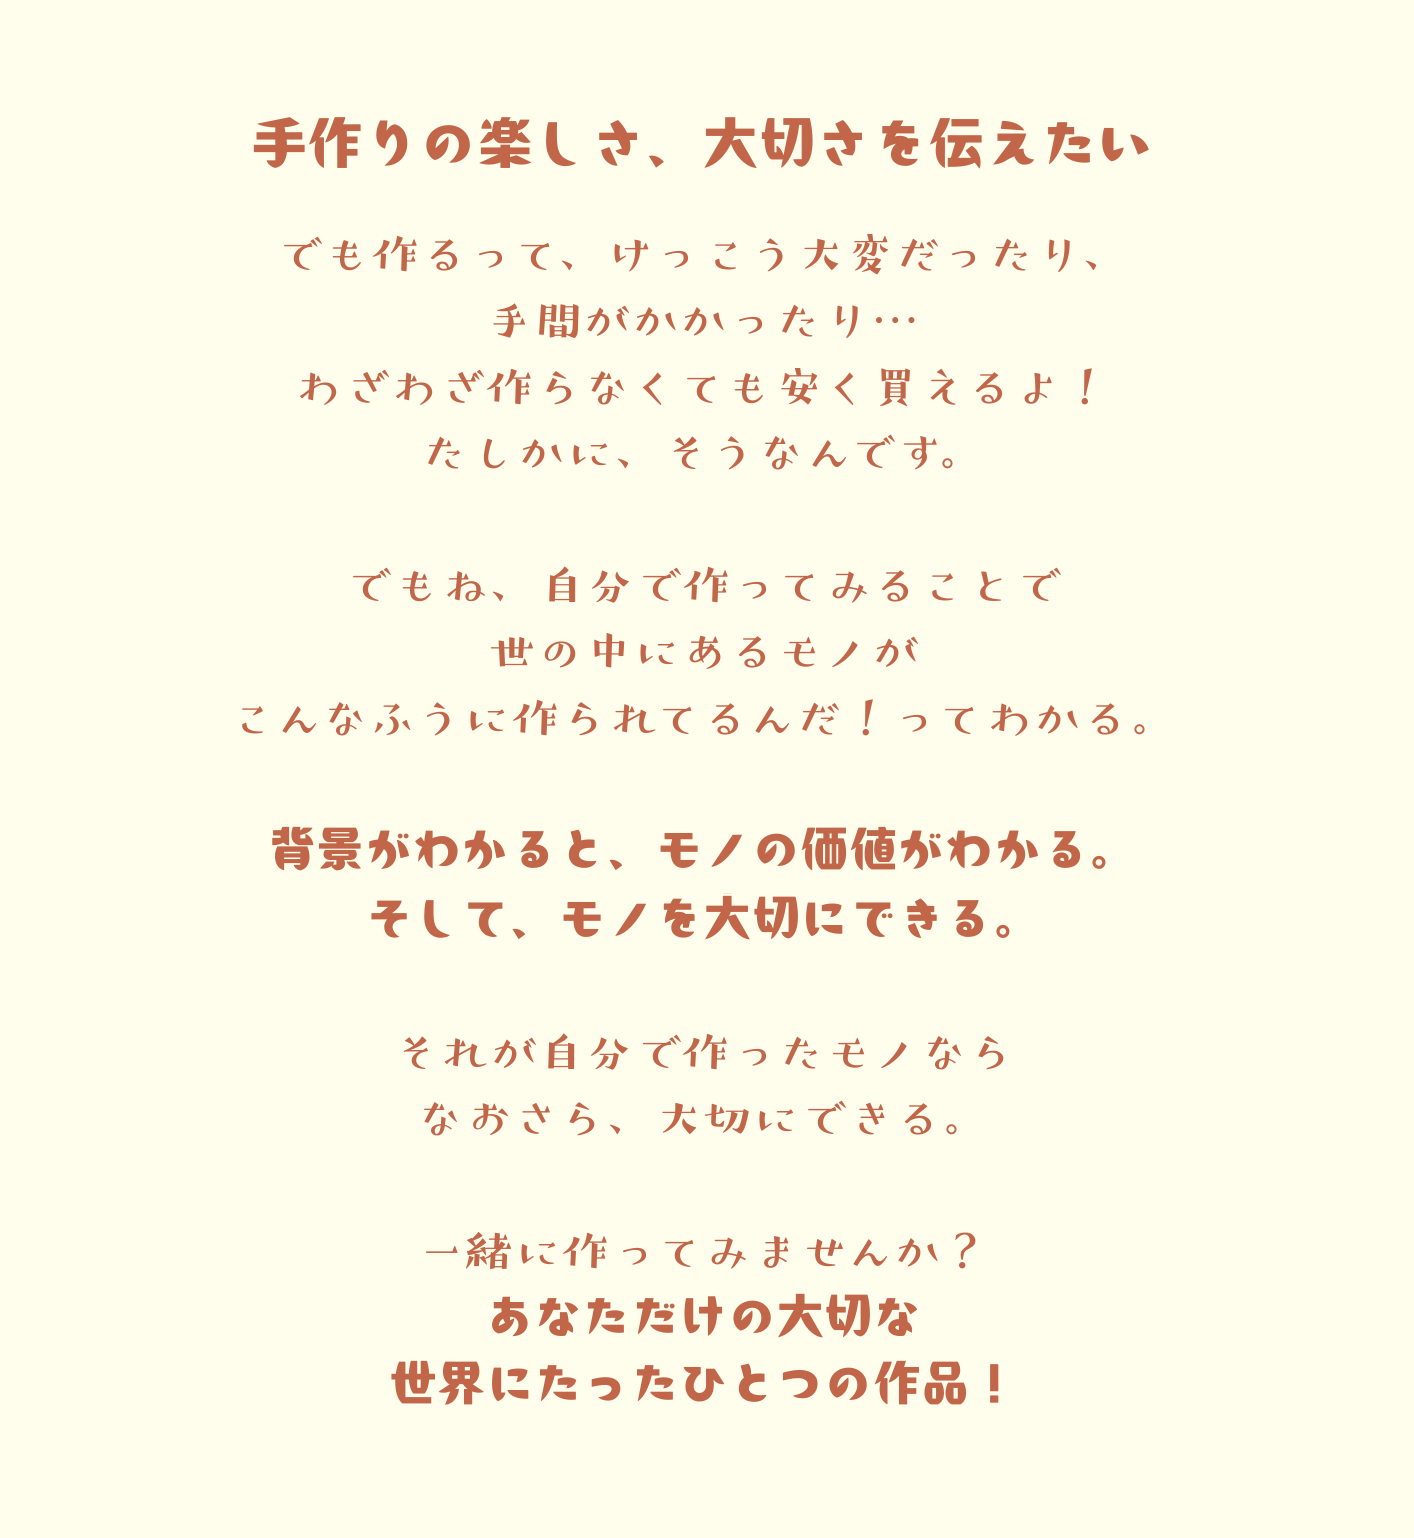 手作りの楽しさ、大切さを伝えたい
でも作るって、けっこう大変だったり、
手間がかかったり…
わざわざ作らなくても安く買えるよ！
たしかに、そうなんです。
でもね、自分で作ってみることで
世の中にあるモノが
こんなふうに作られてるんだ！ってわかる。
背景がわかると、モノの価値がわかる。
そして、モノを大切にできる。
それが自分で作ったモノなら
なおさら、大切にできる。
一緒に作ってみませんか？
あなただけの大切な
世界にたったひとつの作品！